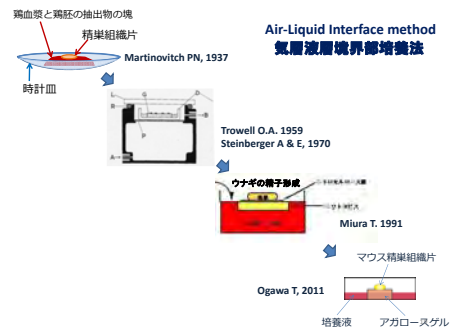 鶏血漿と鶏胚の抽出物の塊
精巣組織片
時計皿
Martinovitch PN, 1937
Air-Liquid Interface method
気層液層境界部培養法
L
G
D
R
B
P
A
Trowell O.A. 1959
Steinberger A & E, 1970
ウナギの精子形成
Miura T. 1991
マウス精巣組織片
Ogawa T, 2011
培養液
アガロースゲル